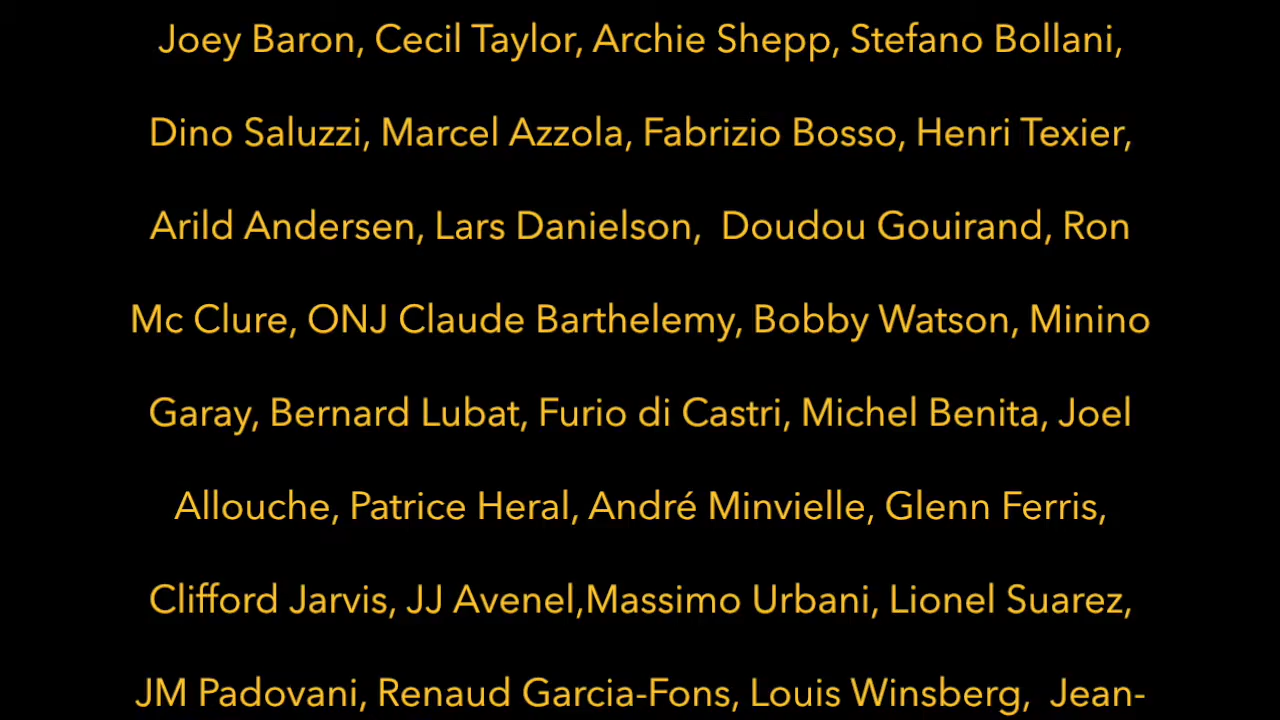 Joey Baron, Cecil Taylor, Archie Shepp, Stefano Bollani,
Dino Saluzzi, Marcel Azzola, Fabrizio Bosso, Henri Texier,
Arild Andersen, Lars Danielson,  Doudou Gouirand, Ron
Mc Clure, ONJ Claude Barthelemy, Bobby Watson, Minino
Garay, Bernard Lubat, Furio di Castri, Michel Benita, Joel
Allouche, Patrice Heral, André Minvielle, Glenn Ferris,
Clifford Jarvis, JJ Avenel,Massimo Urbani, Lionel Suarez,
JM Padovani, Renaud Garcia-Fons, Louis Winsberg,  Jean-